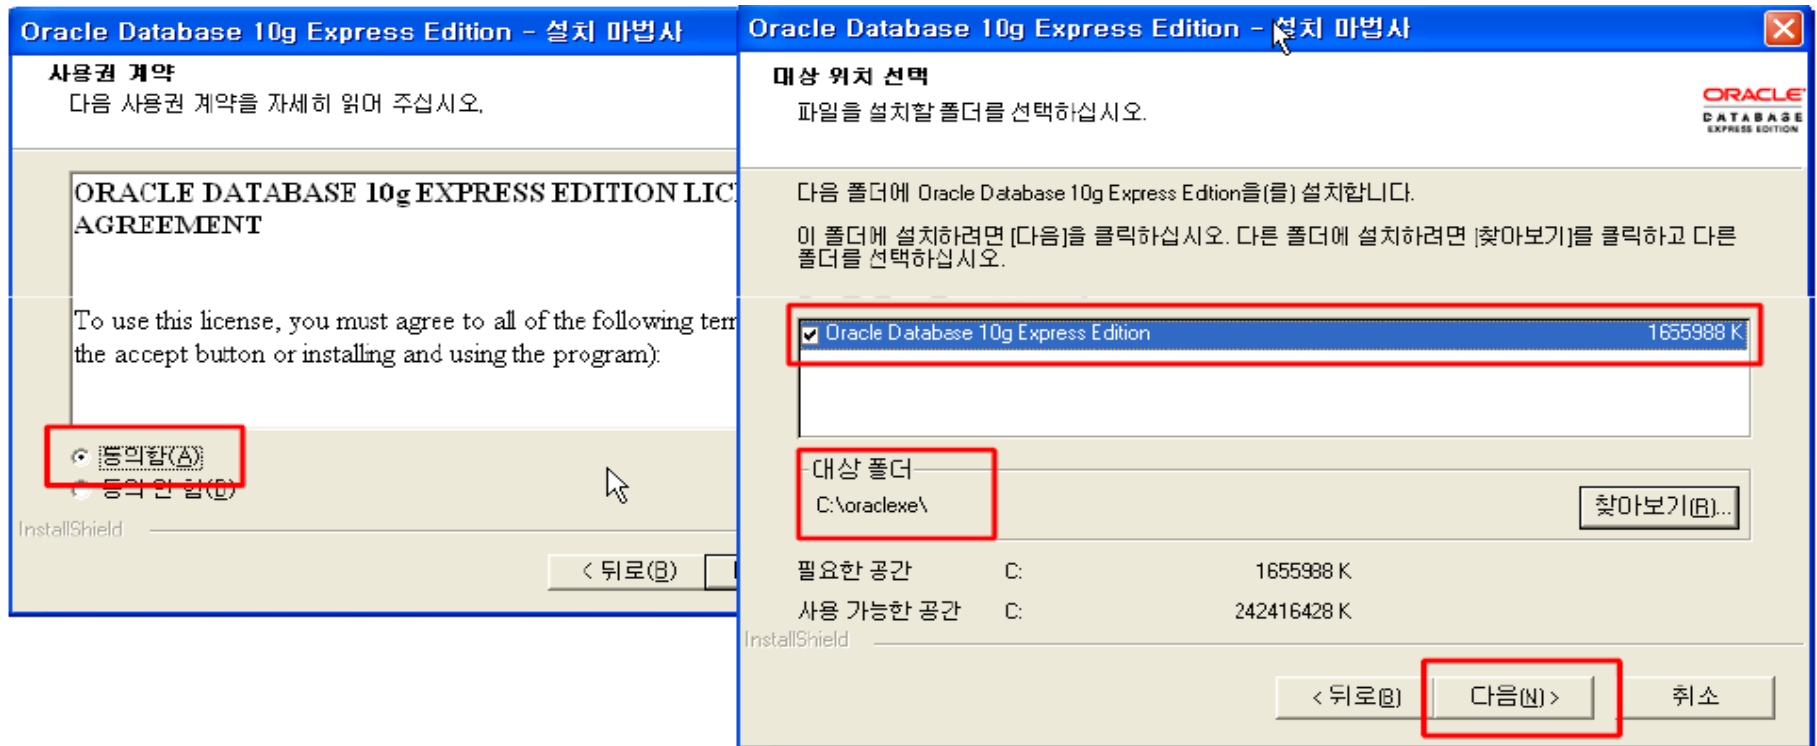 Oracle Database 10g Express Edition - 설치 마법사
사용권 계약
다음 사용권 계약을 자세히 읽어 주십시오.
ORACLE DATABASE 10g EXPRESS EDITION LIC
AGREEMENT
To use this license, you must agree to all of the following ter
the accept button or installing and using the program):
동의함(A)
동의 안 함(D)
InstallShield
< 뒤로(B)
Oracle Database 10g Express Edition - 설치 마법사
대상 위치 선택
파일을 설치할 폴더를 선택하십시오.
ORACLE
DATABASE
EXPRESS EDITION
다음 폴더에 Oracle Database 10g Express Edition을(를) 설치합니다.
이 폴더에 설치하려면 [다음]을 클릭하십시오. 다른 폴더에 설치하려면 [찾아보기]를 클릭하고 다른
폴더를 선택하십시오.
Oracle Database 10g Express Edition 1655988 K
대상 폴더
C:\oraclexe\
찾아보기(R)...
필요한 공간 C: 1655988 K
사용 가능한 공간 C: 242416428 K
InstallShield
< 뒤로(B) 다음(N) > 취소